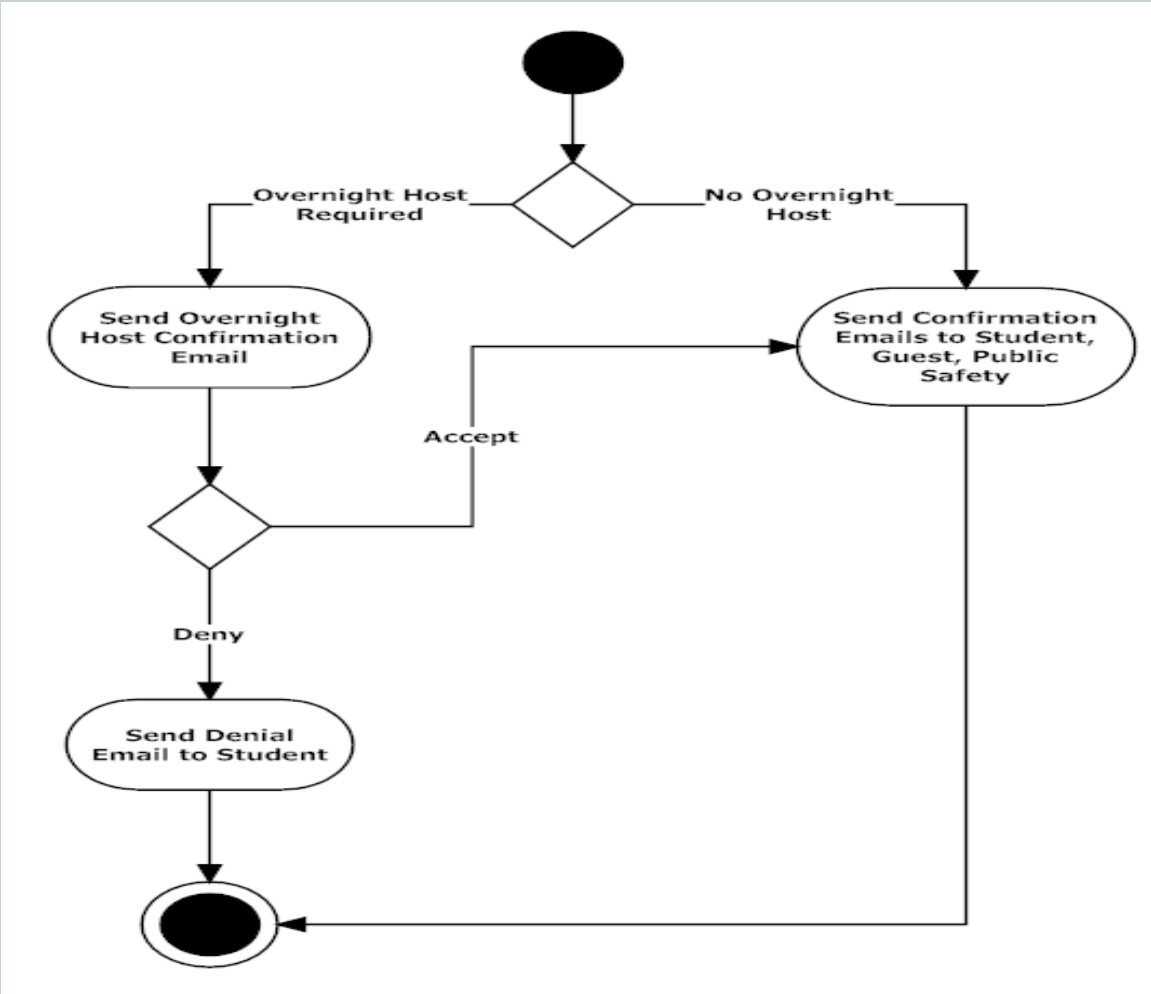 Overnight Host
Required
No Overnight
Host
Send Overnight
Host Confirmation
Email
Send Confirmation
Emails to Student,
Guest, Public
Safety
Accept
Deny
Send Denial
Email to Student